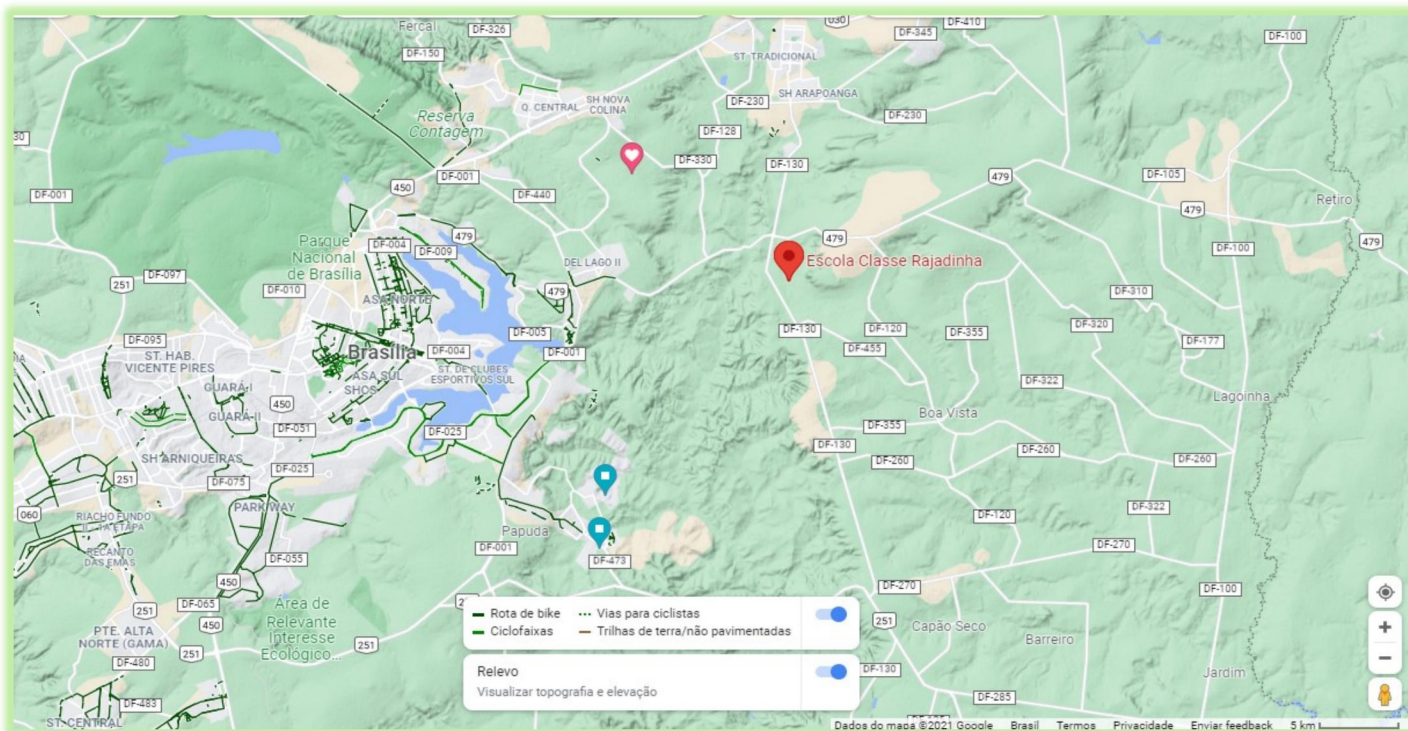 Fercal
DF-326
030
DF-410
DF-345
DF-100
DF-150
ST. TRADICIONAL
Q. CENTRAL
SH NOVA
COLINA
DF-230
SH ARAPOANGA
DF-230
Reserva
Contagem
DF-128
30
DF-330
DF-130
DF-001
450
DF-001
DF-440
479
DF-105
479
Retiro
Parque
Nacional
de Brasília
DF-004
DF-009
479
479
DF-100
479
251
DF-097
DEL LAGO II
Escola Classe Rajadinha
DF-010
ASA NORTE
479
DF-310
DF-095
DF-005
DF-130
DF-120
DF-355
DF-320
DF-177
ST. HAB.
VICENTE PIRES
Brasília
DF-004
DF-001
DF-455
ASA SUL
SHCS
ST. DE CLUBES
ESPORTIVOS SUL
DF-322
GUARÁ I
450
Lagoinha
GUARÁ II
Boa Vista
DF-051
DF-025
DF-355
DF-130
SH ARNIQUEIRAS
DF-025
DF-260
DF-260
DF-260
251
DF-075
060
PARK WAY
RIACHO FUNDO
II - 1A ETAPA
DF-322
DF-120
RECANTO
DAS EMAS
Papuda
DF-001
DF-473
DF-270
DF-055
450
DF-270
DF-100
251
DF-065
450
Área de
Relevante
Interesse
Ecológico...
Rota de bike
Vias para ciclistas
Ciclofaixas
Trilhas de terra/não pavimentadas
251
Capão Seco
Barreiro
PTE. ALTA
NORTE (GAMA)
251
251
DF-480
Relevo
Visualizar topografia e elevação
DF-130
Jardim
DF-483
DF-285
ST. CENTRAL
Dados do mapa ©2021 Google Brasil Termos Privacidade Enviar feedback 5 km